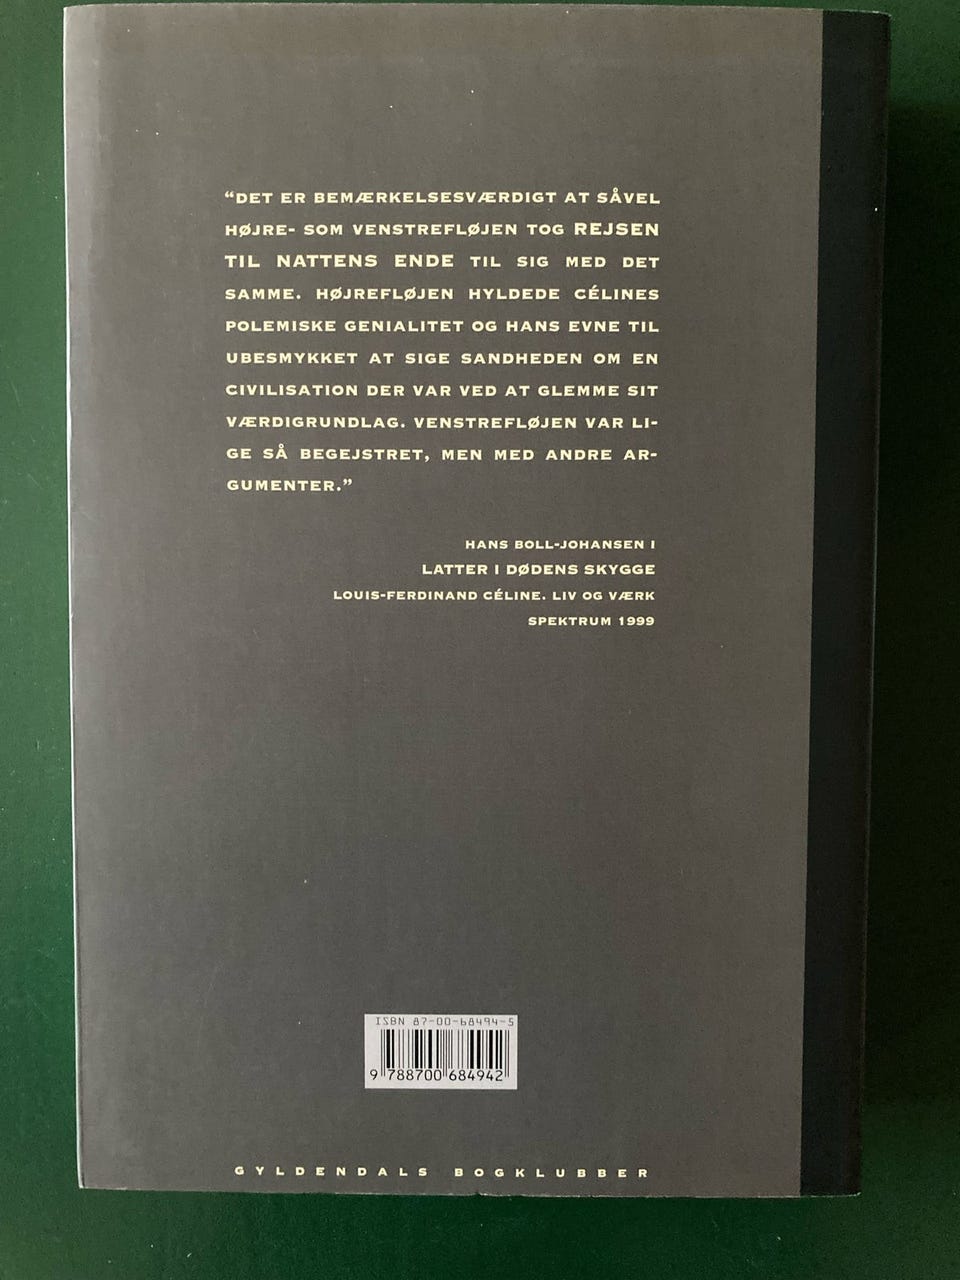 “DET ER BEMÆRKELSESVÆRDIGT AT SÅVEL
HØJRE- SOM VENSTREFLØJEN TOG REJSEN
TIL NATTENS ENDE TIL SIG MED DET
SAMME. HØJREFLØJEN HYLDEDE CÉLINES
POLEMISKE GENIALITET OG HANS EVNE TIL
UBESMYKKET AT SIGE SANDHEDEN OM EN
CIVILISATION DER VAR VED AT GLEMME SIT
VÆRDIGRUNDLAG. VENSTREFLØJEN VAR LI-
GE SÅ BEGEJSTRET, MEN MED ANDRE AR-
GUMENTER.”
HANS BOLL-JOHANSEN I
LATTER I DØDENS SKYGGE
LOUIS-FERDINAND CÉLINE. LIV OG VÆRK
SPEKTRUM 1999
ISBN 87-00-68494-5
9 788700 684942
GYLDENDALS BOGKLUBBER